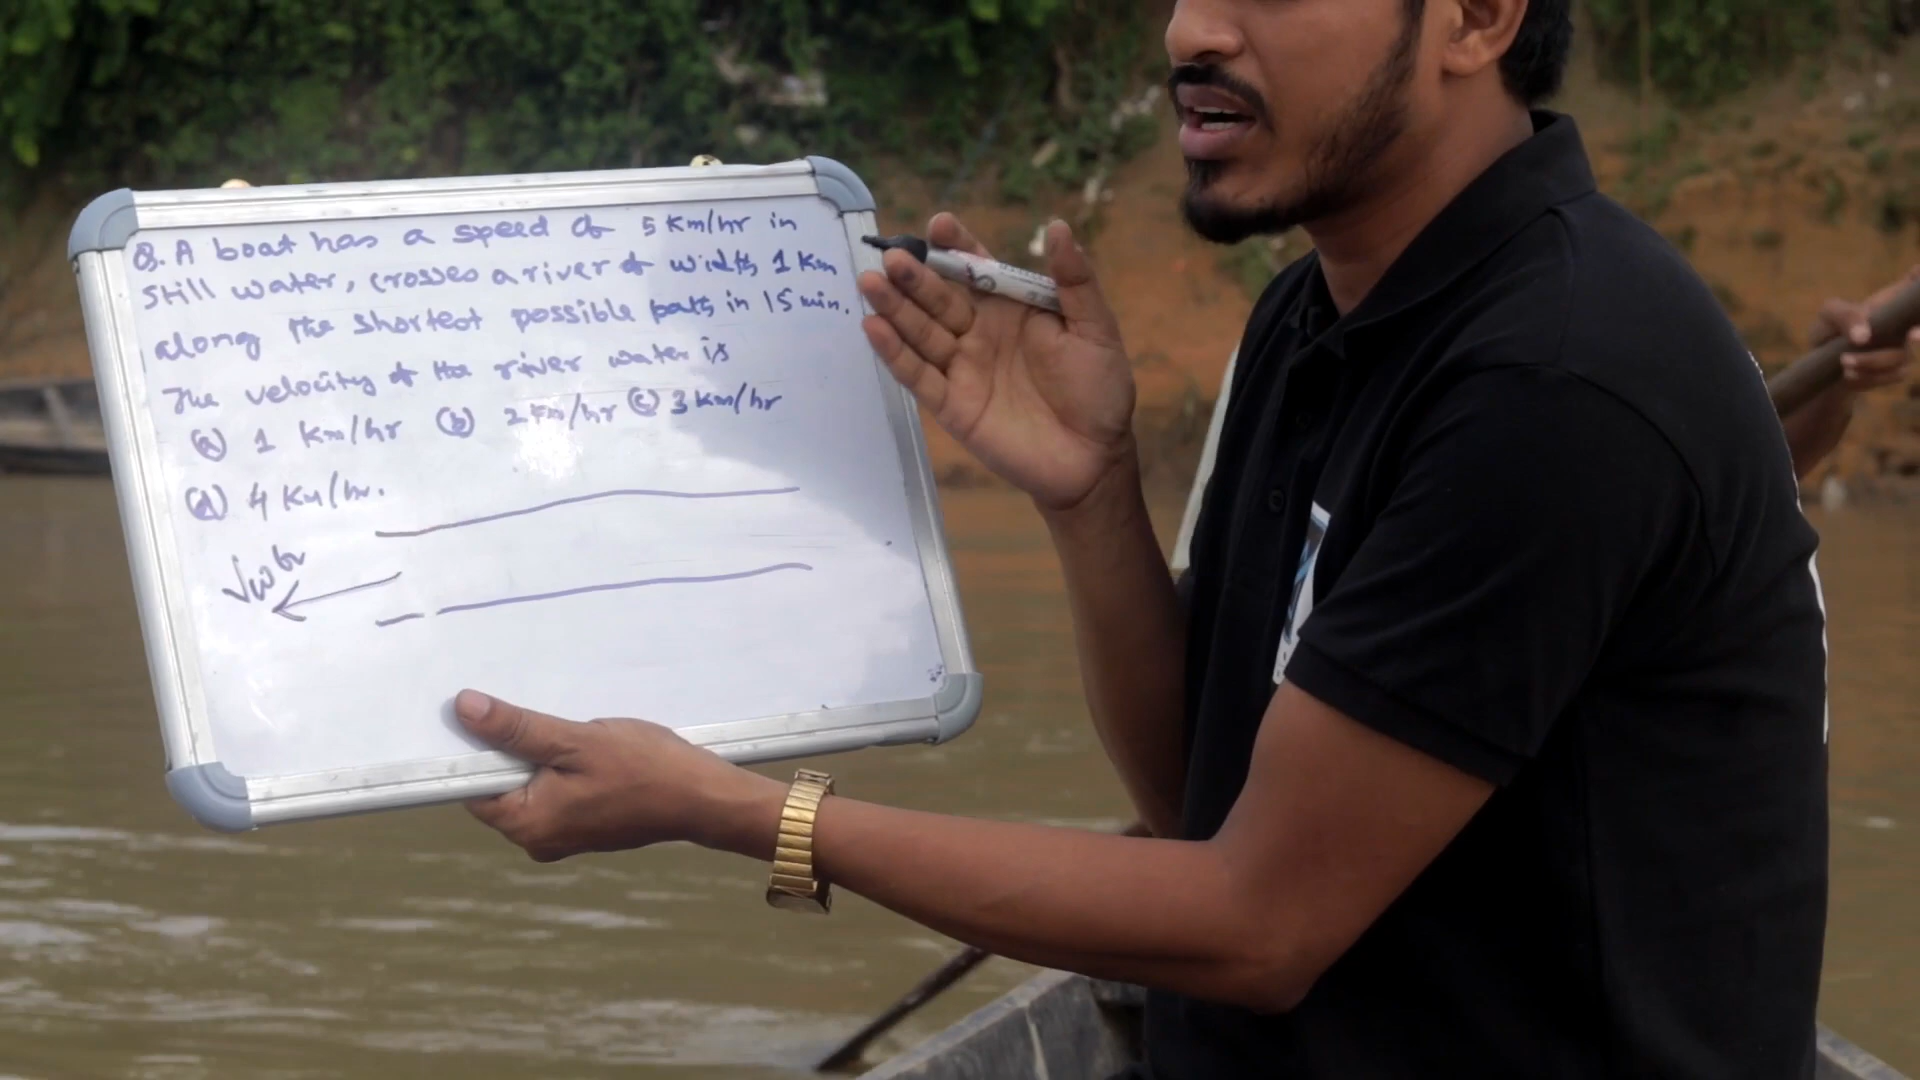 Q. A boat has a speed of 5 Km/hr in
still water, crosses a river of width 1 Km
along the shortest possible path in 15 min.
The velocity of the river water is
(a) 1 Km/hr (b) 2 Km/hr (c) 3 Km/hr
(d) 4 Km/hr.